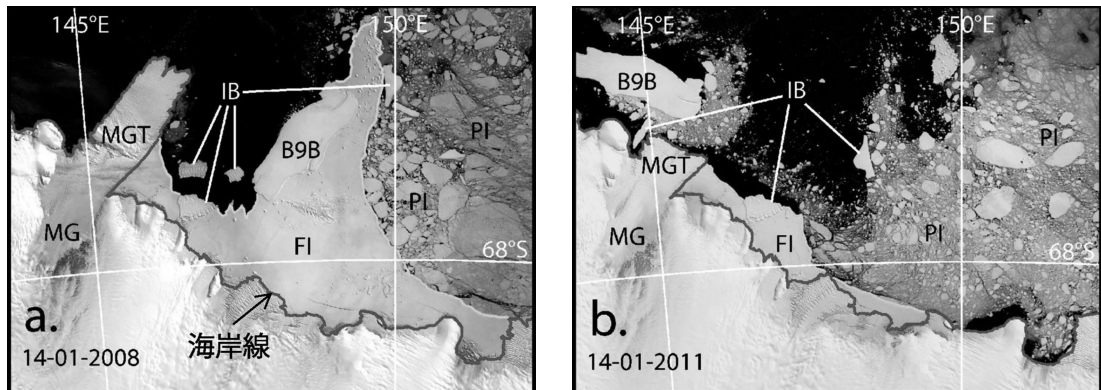 145°E
150°E
IB
MGT
B9B
PI
PI
MG
FI
68°S
a.
海岸線
14-01-2008
145°E
150°E
B9B
IB
MGT
PI
PI
MG
FI
68°S
b.
14-01-2011